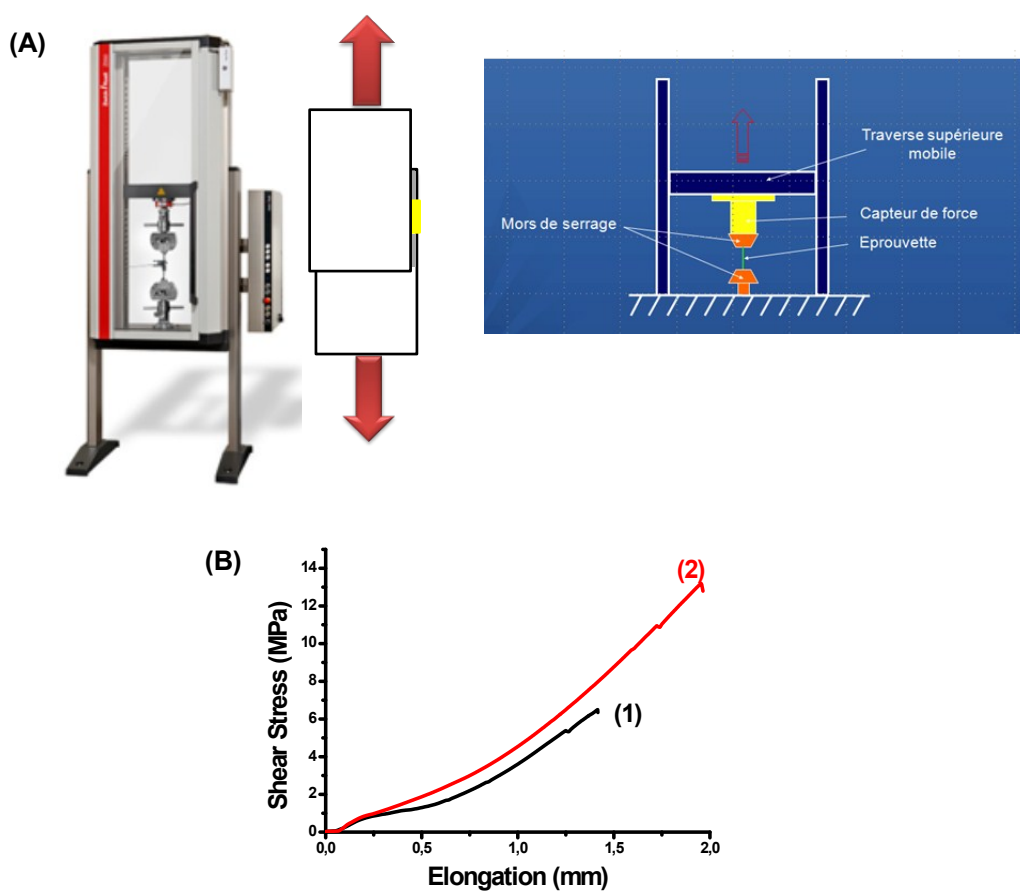 (A)
Traverse supérieure
mobile
Mors de serrage
Capteur de force
Eprouvette
(B)
Shear Stress (MPa)
14
12
10
8
6
4
2
0
(2)
(1)
0,0
0,5
1,0
1,5
2,0
Elongation (mm)